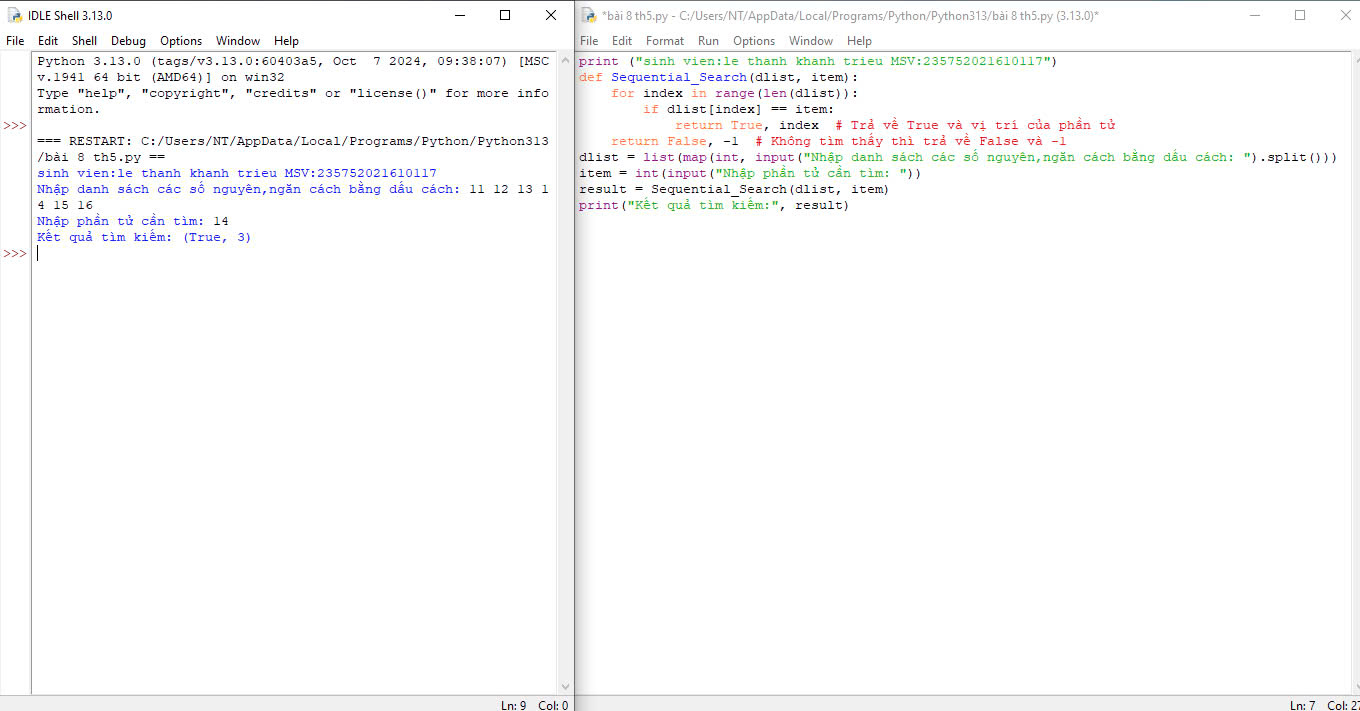 IDLE Shell 3.13.0
File Edit Shell Debug Options Window Help
Python 3.13.0 (tags/v3.13.0:60403a5, Oct  7 2024, 09:38:07) [MSC
v.1941 64 bit (AMD64)] on win32
Type "help", "copyright", "credits" or "license()" for more info
rmation.
>>>
=== RESTART: C:/Users/NT/AppData/Local/Programs/Python/Python313
/bài 8 th5.py ==
sinh vien:le thanh khanh trieu MSV:235752021610117
Nhập danh sách các số nguyên,ngăn cách bằng dấu cách: 11 12 13 1
4 15 16
Nhập phần tử cần tìm: 14
Kết quả tìm kiếm: (True, 3)
>>>
Ln: 9 Col: 0
*bài 8 th5.py - C:/Users/NT/AppData/Local/Programs/Python/Python313/bài 8 th5.py (3.13.0)*
File Edit Format Run Options Window Help
print ("sinh vien:le thanh khanh trieu MSV:235752021610117")
def Sequential_Search(dlist, item):
    for index in range(len(dlist)):
        if dlist[index] == item:
            return True, index  # Trả về True và vị trí của phần tử
    return False, -1  # Không tìm thấy thì trả về False và -1
dlist = list(map(int, input("Nhập danh sách các số nguyên,ngăn cách bằng dấu cách: ").split()))
item = int(input("Nhập phần tử cần tìm: "))
result = Sequential_Search(dlist, item)
print("Kết quả tìm kiếm:", result)
Ln: 7 Col: 27